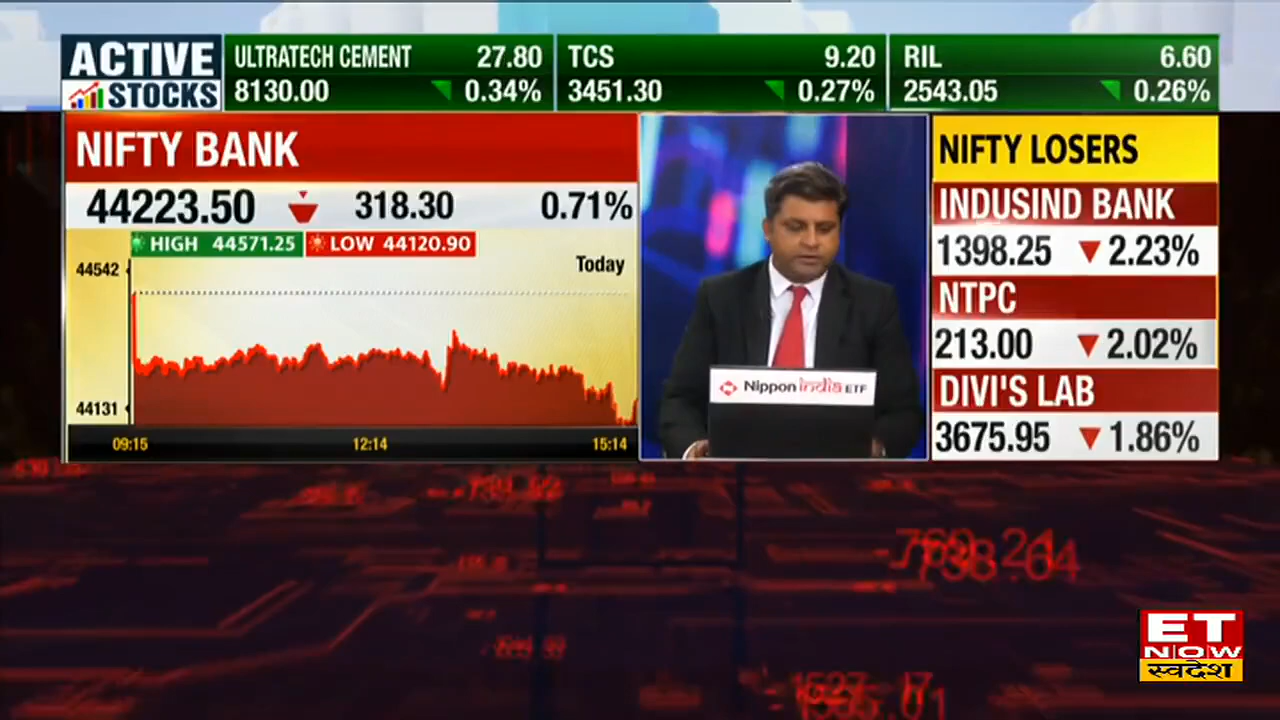 ACTIVE
STOCKS
ULTRATECH CEMENT 27.80
8130.00 0.34%
TCS 9.20
3451.30 0.27%
RIL 6.60
2543.05 0.26%
NIFTY BANK
44223.50 318.30 0.71%
HIGH 44571.25 LOW 44120.90
Today
44542
44131
09:15 12:14 15:14
Nippon india ETF
NIFTY LOSERS
INDUSIND BANK
1398.25 2.23%
NTPC
213.00 2.02%
DIVI'S LAB
3675.95 1.86%
ET
NOW
स्वदेश